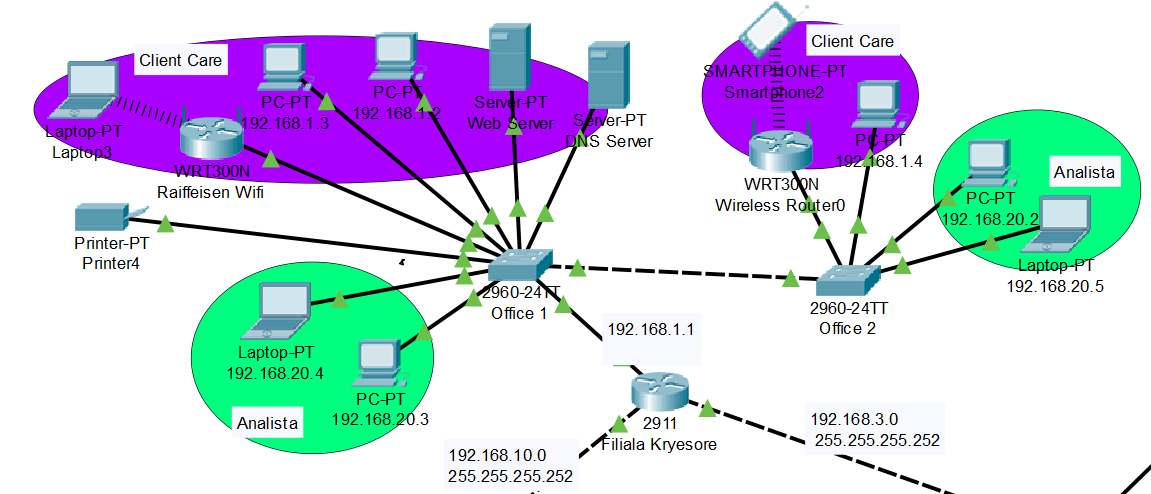 Client Care
Laptop-PT
Laptop3
PC-PT
192.168.1.3
PC-PT
192.168.1.2
Server-PT
Web Server
Server-PT
DNS Server
WRT300N
Raiffeisen Wifi
Printer-PT
Printer4
Laptop-PT
192.168.20.4
PC-PT
192.168.20.3
Analista
2960-24TT
Office 1
SMARTPHONE-PT
Smartphone2
Client Care
PC-PT
192.168.1.4
WRT300N
Wireless Router0
Analista
PC-PT
192.168.20.2
Laptop-PT
192.168.20.5
2960-24TT
Office 2
192.168.1.1
2911
Filiala Kryesore
192.168.10.0
255.255.255.252
192.168.3.0
255.255.255.252